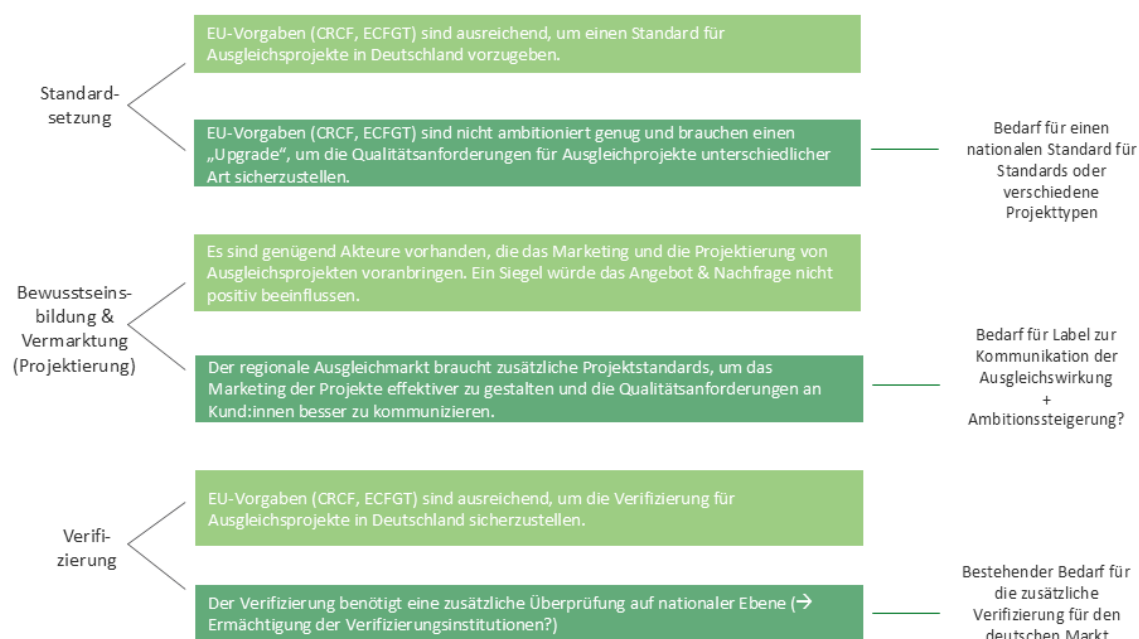 EU-Vorgaben (CRCF, ECFGT) sind ausreichend, um einen Standard für
Ausgleichsprojekte in Deutschland vorzugeben.
Standard-
setzung
EU-Vorgaben (CRCF, ECFGT) sind nicht ambitioniert genug und brauchen einen
„Upgrade“, um die Qualitätsanforderungen für Ausgleichprojekte unterschiedlicher
Art sicherzustellen.
Bedarf für einen
nationalen Standard für
Standards oder
verschiedene
Projekttypen
Es sind genügend Akteure vorhanden, die das Marketing und die Projektierung von
Ausgleichsprojekten voranbringen. Ein Siegel würde das Angebot & Nachfrage nicht
positiv beeinflussen.
Bewusstseins-
bildung &
Vermarktung
(Projektierung)
Der regionale Ausgleichmarkt braucht zusätzliche Projektstandards, um das
Marketing der Projekte effektiver zu gestalten und die Qualitätsanforderungen an
Kund:innen besser zu kommunizieren.
Bedarf für Label zur
Kommunikation der
Ausgleichswirkung
+
Ambitionssteigerung?
EU-Vorgaben (CRCF, ECFGT) sind ausreichend, um die Verifizierung für
Ausgleichsprojekte in Deutschland sicherzustellen.
Verifi-
zierung
Der Verifizierung benötigt eine zusätzliche Überprüfung auf nationaler Ebene (→
Ermächtigung der Verifizierungsinstitutionen?)
Bestehender Bedarf für
die zusätzliche
Verifizierung für den
deutschen Markt